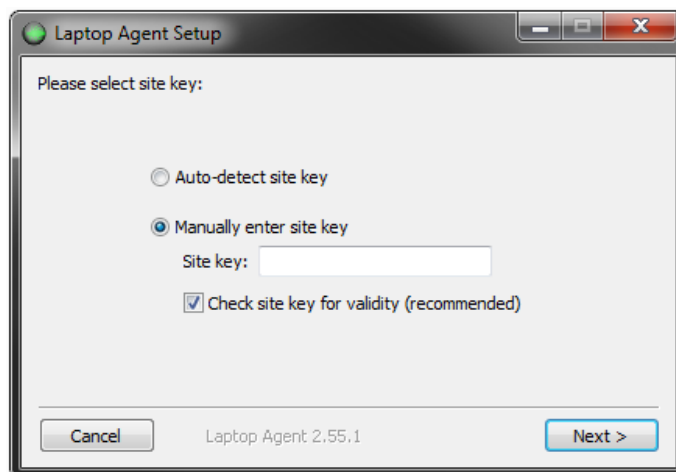 Laptop Agent Setup
Please select site key:
Auto-detect site key
Manually enter site key
Site key:
Check site key for validity (recommended)
Cancel Laptop Agent 2.55.1 Next >